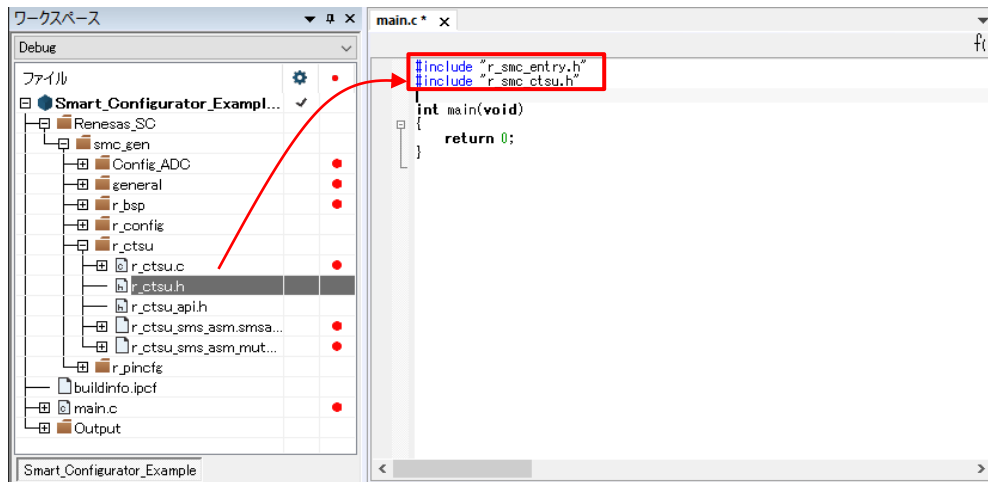 ワークスペース
Debug
ファイル
Smart_Configurator_Exampl...
Renesas_SC
smc_gen
Config_ADC
general
r_bsp
r_config
r_ctsu
r_ctsu.c
r_ctsu.h
r_ctsu_api.h
r_ctsu_sms_asm.smsa...
r_ctsu_sms_asm_mut...
r_pincfg
buildinfo.ipcf
main.c
Output
Smart_Configurator_Example
main.c *
f(
#include "r_smc_entry.h"
#include "r_smc_ctsu.h"
int main(void)
{
return 0;
}